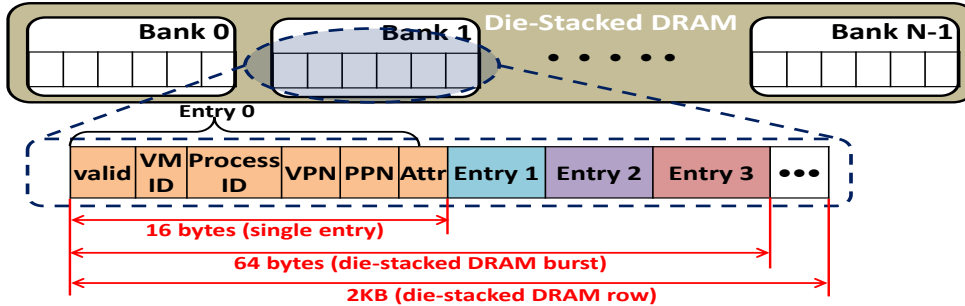 Die-Stacked DRAM
Bank 0
Bank 1
Bank N-1
Entry 0
valid
VM ID
Process ID
VPN
PPN
Attr
Entry 1
Entry 2
Entry 3
16 bytes (single entry)
64 bytes (die-stacked DRAM burst)
2KB (die-stacked DRAM row)